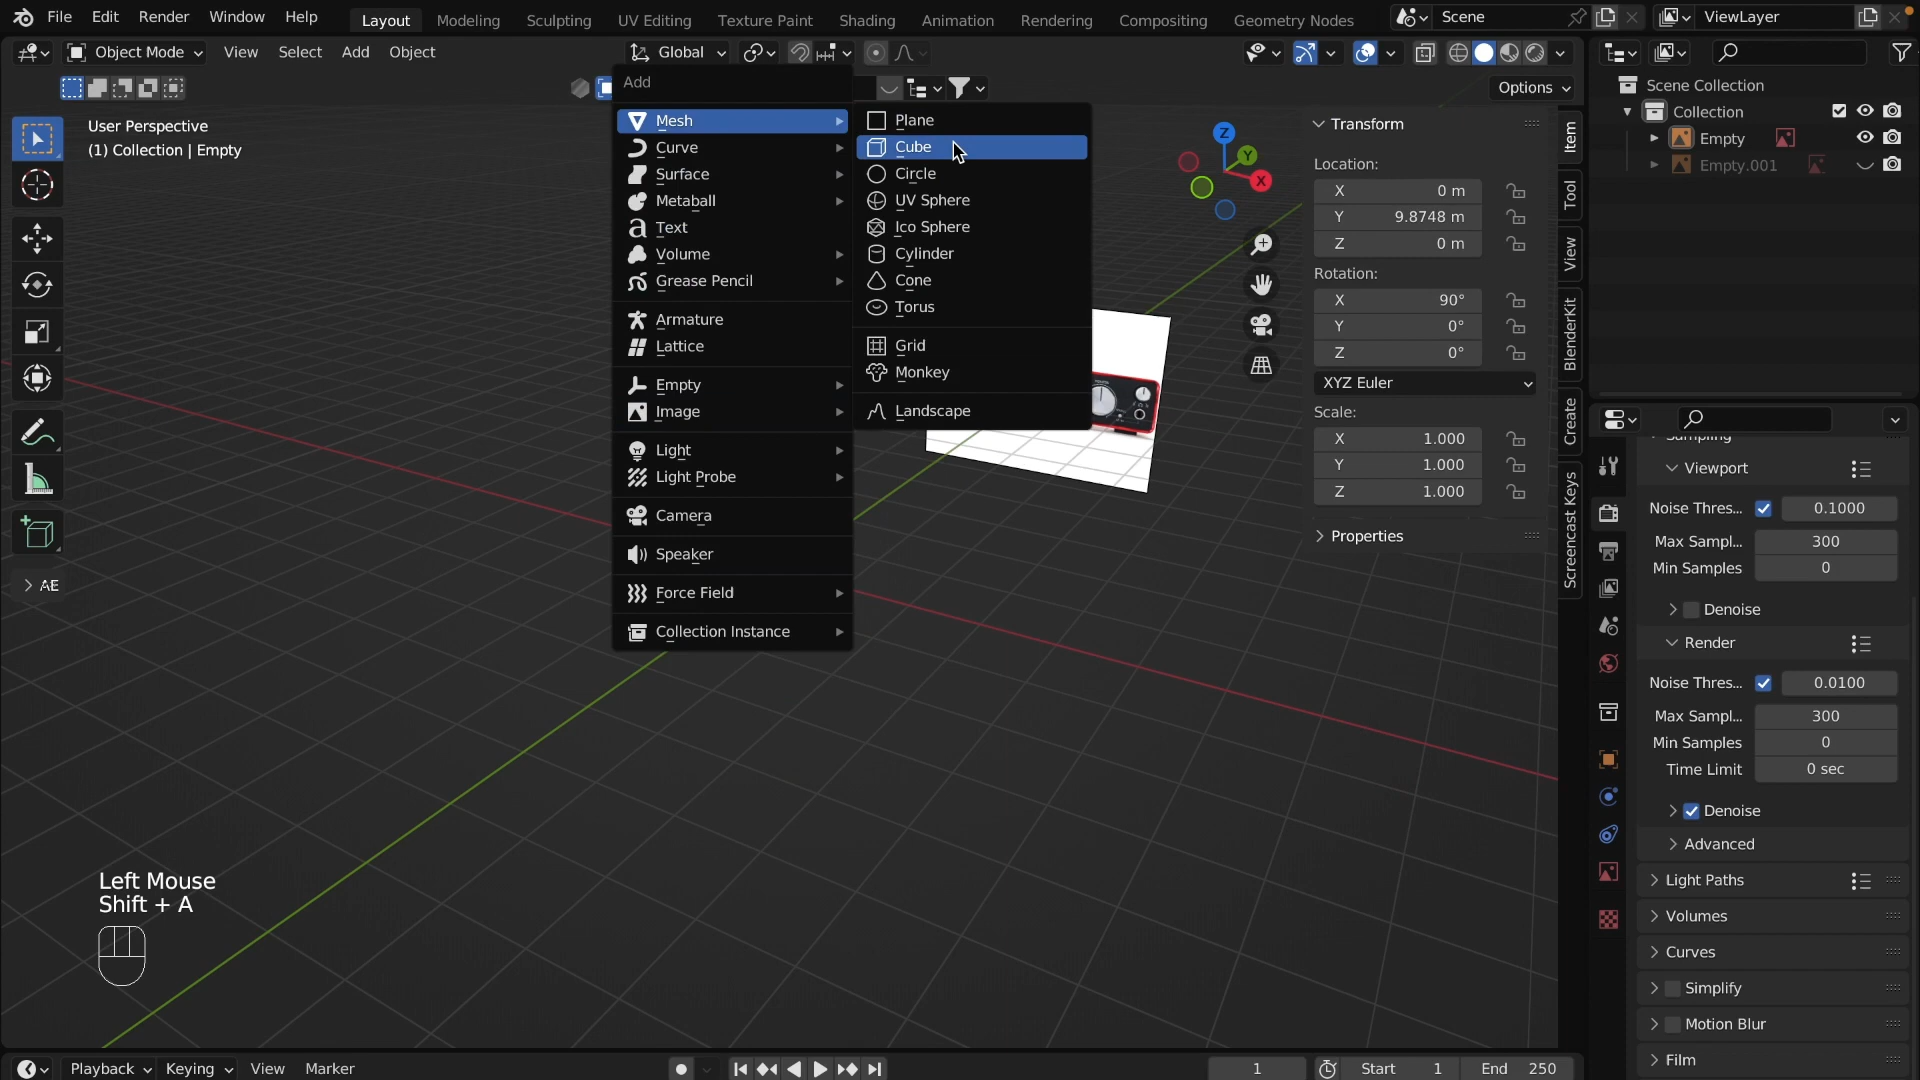 File Edit Render Window Help Layout Modeling Sculpting UV Editing Texture Paint Shading Animation Rendering Compositing Geometry Nodes Scene ViewLayer
Object Mode View Select Add Object Global
Options
User Perspective
(1) Collection | Empty
Add
Mesh
Curve
Surface
Metaball
Text
Volume
Grease Pencil
Armature
Lattice
Empty
Image
Light
Light Probe
Camera
Speaker
Force Field
Collection Instance
Plane
Cube
Circle
UV Sphere
Ico Sphere
Cylinder
Cone
Torus
Grid
Monkey
Landscape
Z
Y
X
AE
Left Mouse
Shift + A
Transform
Location:
X 0 m
Y 9.8748 m
Z 0 m
Rotation:
X 90°
Y 0°
Z 0°
XYZ Euler
Scale:
X 1.000
Y 1.000
Z 1.000
Properties
Item
Tool
View
BlenderKit
Create
Screencast Keys
Scene Collection
Collection
Empty
Empty.001
Sampling
Viewport
Noise Thres... 0.1000
Max Sampl... 300
Min Samples 0
Denoise
Render
Noise Thres... 0.0100
Max Sampl... 300
Min Samples 0
Time Limit 0 sec
Denoise
Advanced
Light Paths
Volumes
Curves
Simplify
Motion Blur
Film
Playback Keying View Marker 1 Start 1 End 250